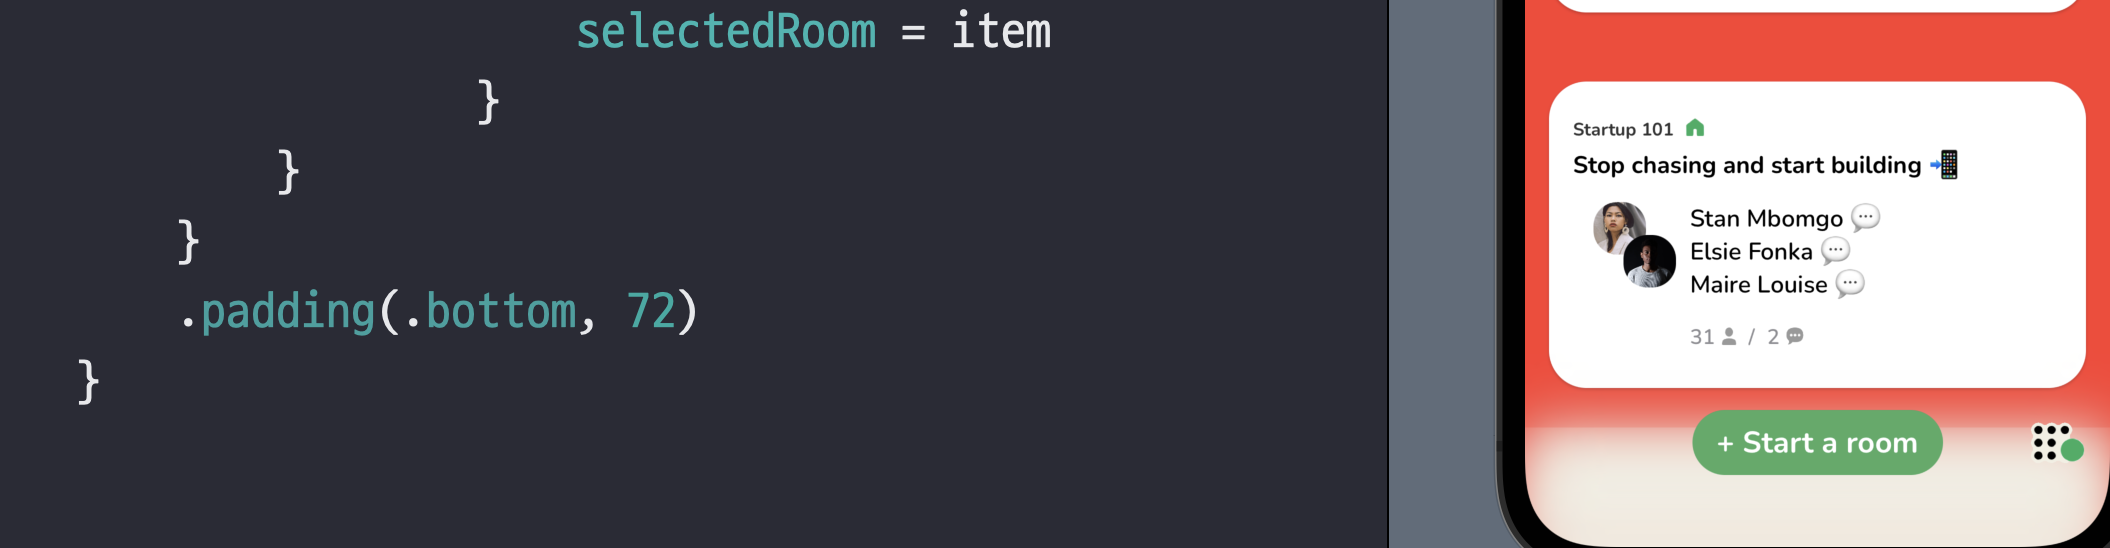 selectedRoom = item
}
}
}
.padding(.bottom, 72)
}
Startup 101
Stop chasing and start building 📲
Stan Mbomgo 💬
Elsie Fonka 💬
Maire Louise 💬
31 / 2
+ Start a room